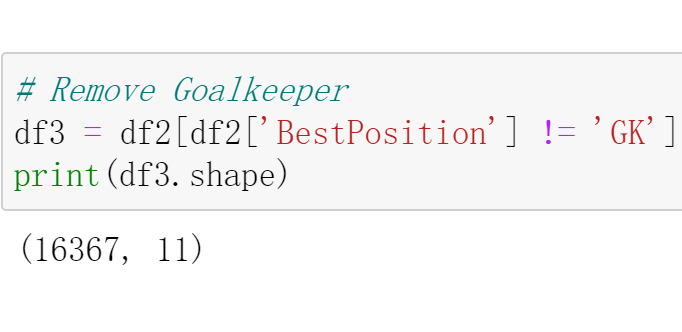 # Remove Goalkeeper
df3 = df2[df2['BestPosition'] != 'GK']
print(df3.shape)
(16367, 11)